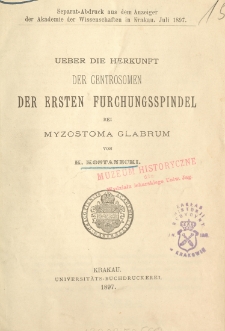 15
Separat-Abdruck aus dem Anzeiger
der Akademie der Wissenschaften in Krakau. Juli 1897.
UEBER DIE HERKUNFT
DER CENTROSOMEN
DER ERSTEN FURCHUNGSSPINDEL
BEI
MYZOSTOMA GLABRUM
VON
K. KOSTANECKI.
MUZEUM HISTORYCZNE
KRAKAU.
UNIVERSITÄTS-BUCHDRUCKEREI.
1897.